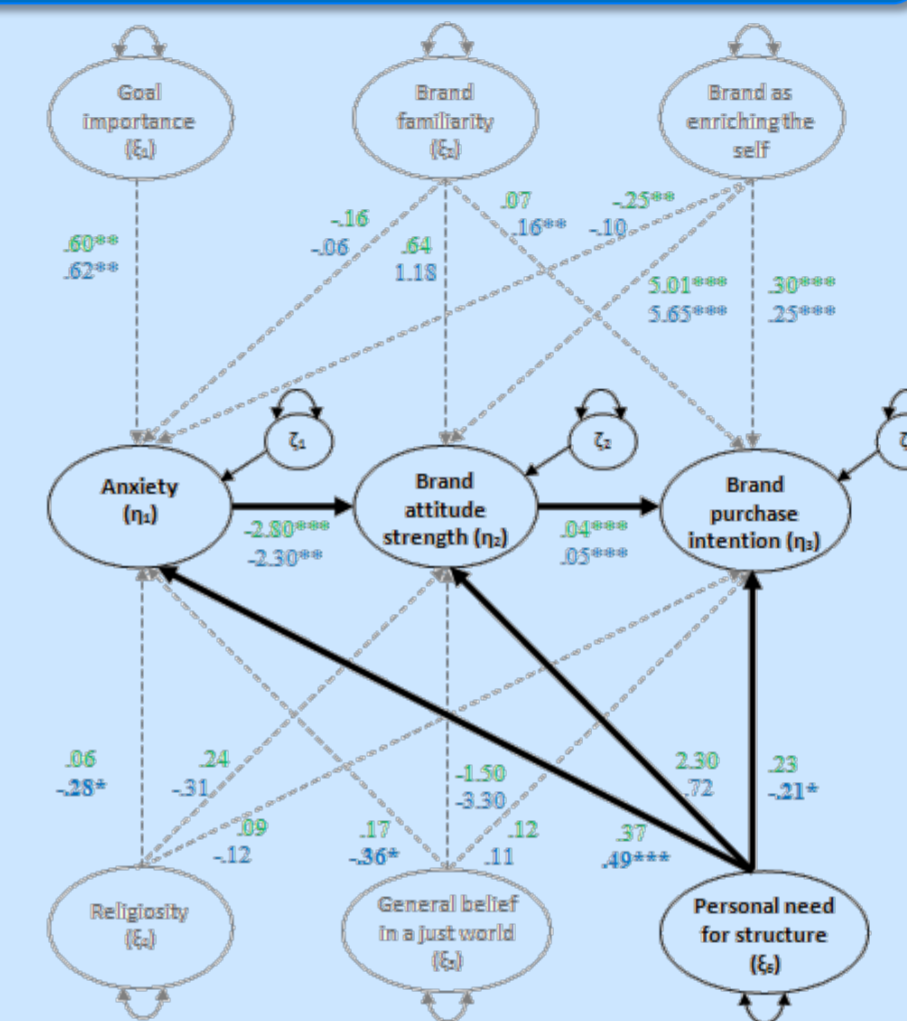 Goal
importance
(ξ₁)
Brand
familiarity
(ξ₂)
Brand as
enriching the
self
.60**
.62**
-.16
-.06
.64
1.18
.07
.16**
-.25**
-.10
5.01***
5.65***
.30***
.25***
ζ₁
ζ₂
Anxiety
(η₁)
Brand
attitude
strength (η₂)
Brand
purchase
intention (η₃)
-2.80***
-2.30**
.04***
.05***
.06
-.28*
.24
-.31
.09
-.12
.17
-.36*
-1.50
-3.30
.12
.11
.37
.49***
2.30
.72
.23
-.21*
Religiosity
(ξ₄)
General belief
in a just world
(ξ₅)
Personal need
for structure
(ξ₆)